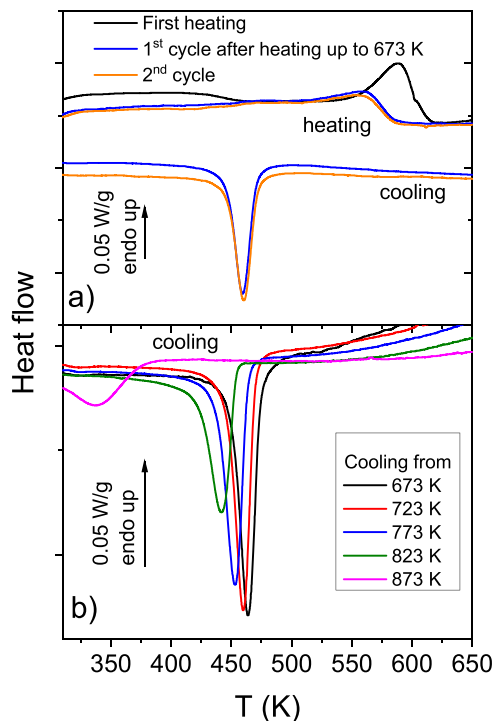 First heating
1st cycle after heating up to 673 K
2nd cycle
heating
cooling
0.05 W/g
endo up
a)
Heat flow
cooling
0.05 W/g
endo up
b)
Cooling from
673 K
723 K
773 K
823 K
873 K
350 400 450 500 550 600 650
T (K)